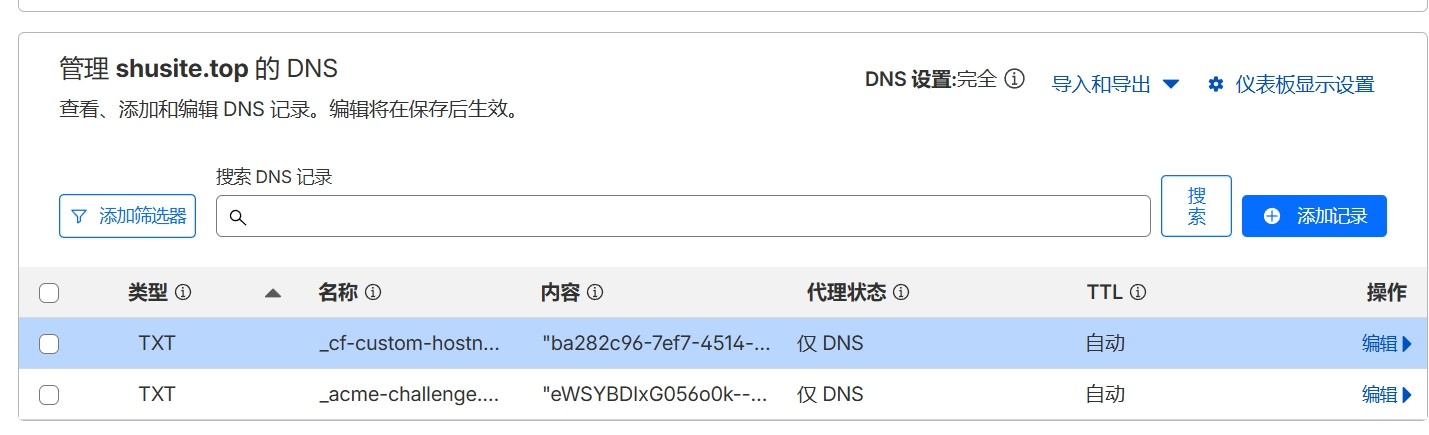 管理 shusite.top 的 DNS
DNS 设置:完全
导入和导出
仪表板显示设置
查看、添加和编辑 DNS 记录。编辑将在保存后生效。
搜索 DNS 记录
添加筛选器
搜
索
添加记录
类型 名称 内容 代理状态 TTL 操作
TXT _cf-custom-hostn... "ba282c96-7ef7-4514-... 仅 DNS 自动 编辑
TXT _acme-challenge.... "eWSYBDlxG056o0k--... 仅 DNS 自动 编辑